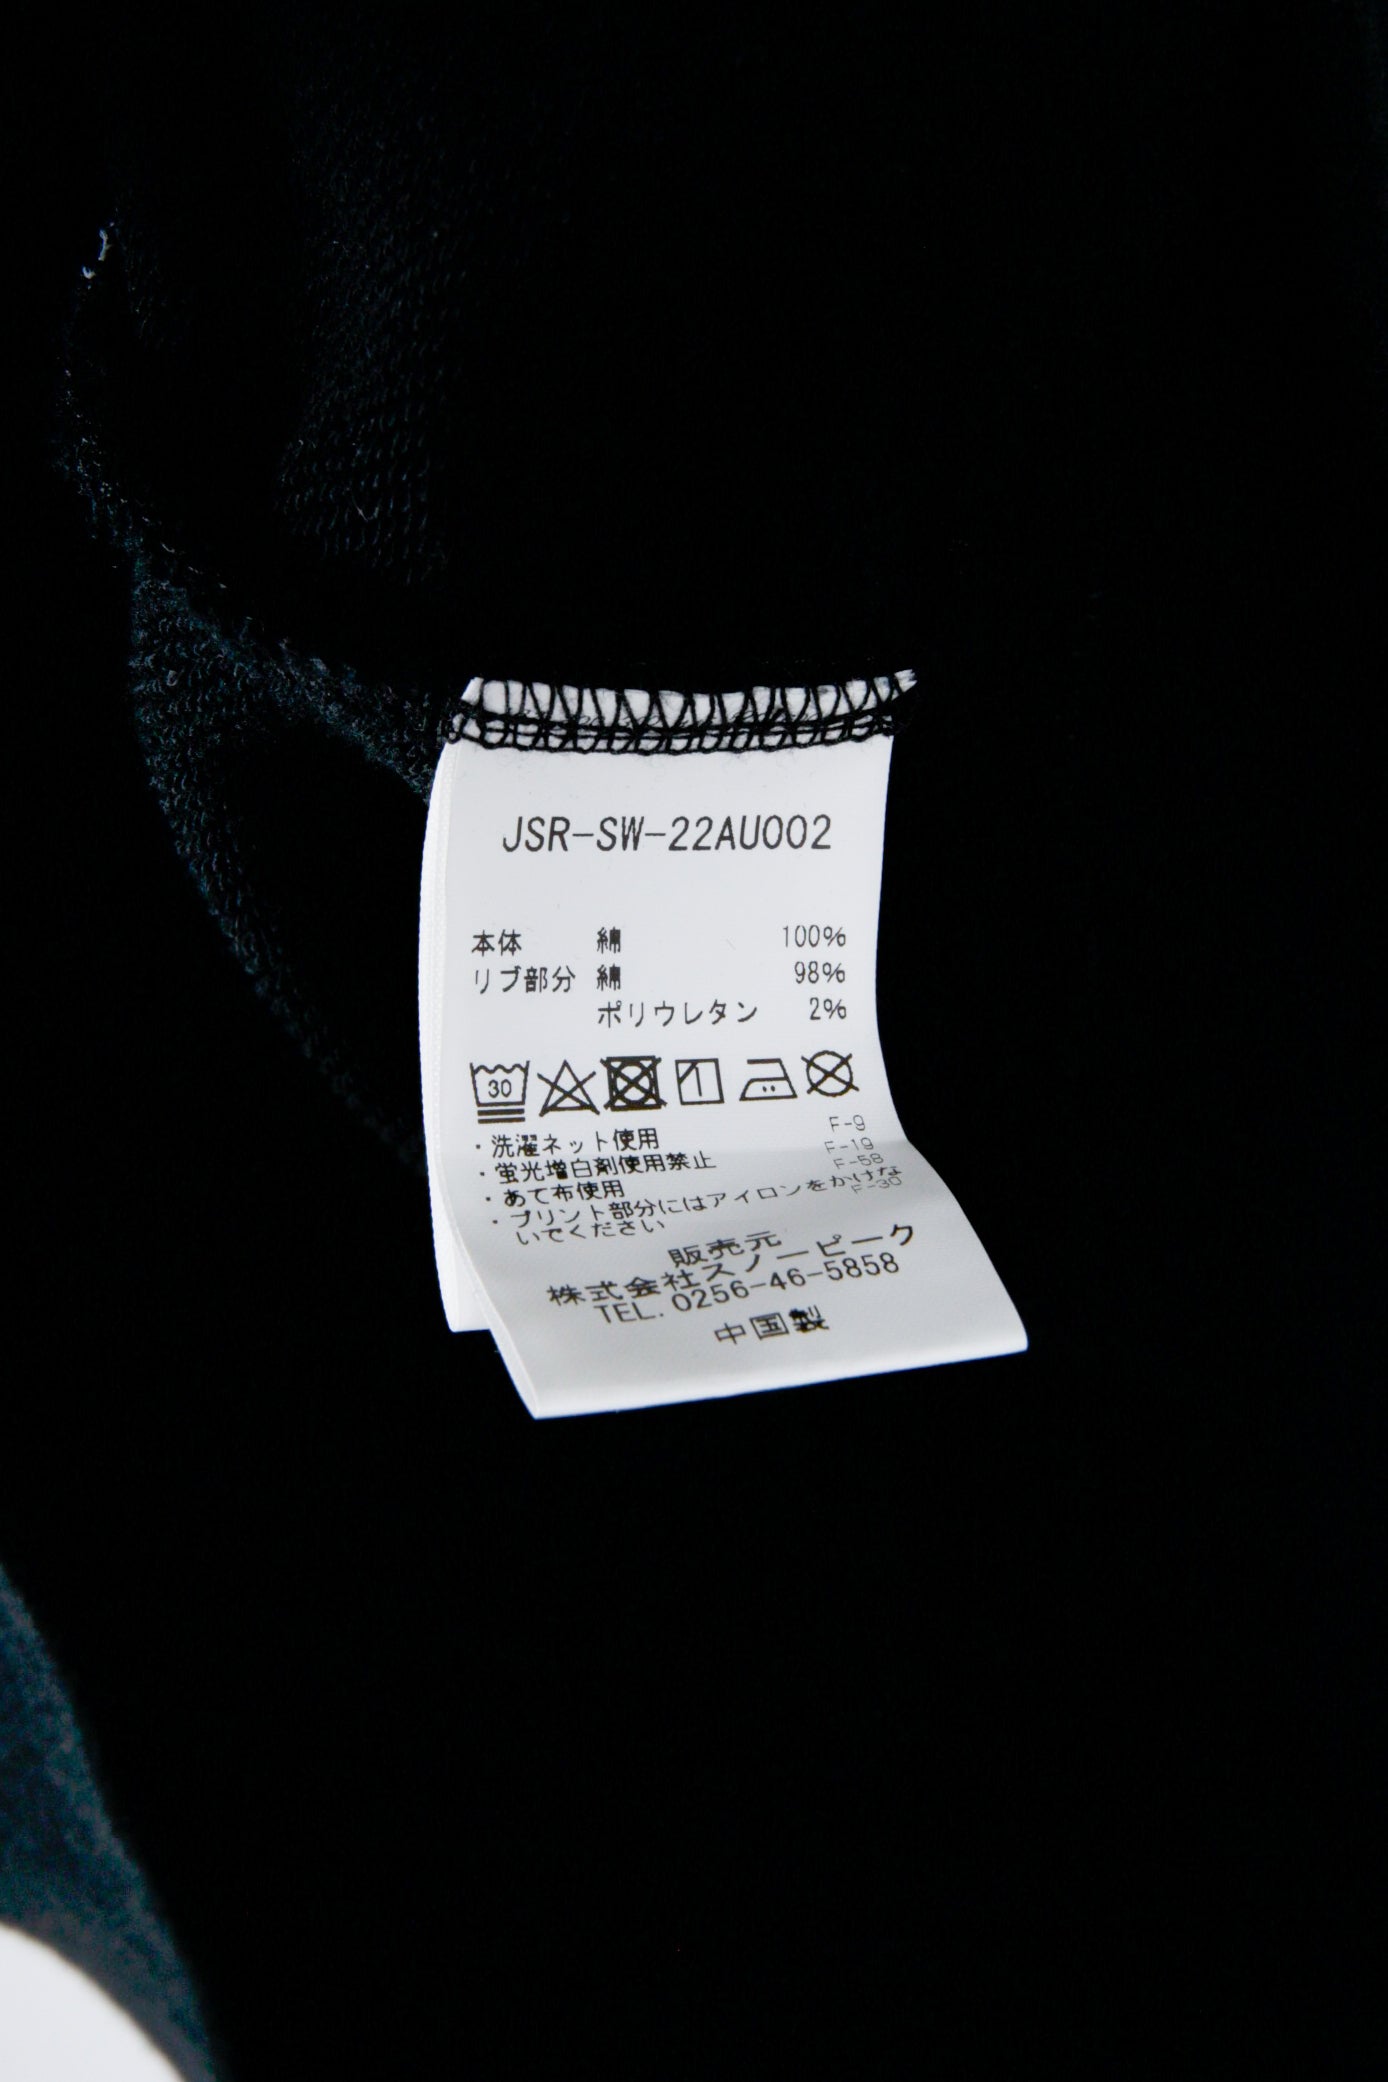 JSR-SW-22AU002
本体 綿 100%
リブ部分 綿 98%
ポリウレタン 2%
30
F-9
・洗濯ネット使用 F-19
・蛍光増白剤使用禁止 F-58
・あて布使用 F-30
・プリント部分にはアイロンをかけな
いでください
販売元
株式会社スノーピーク
TEL. 0256-46-5858
中国製